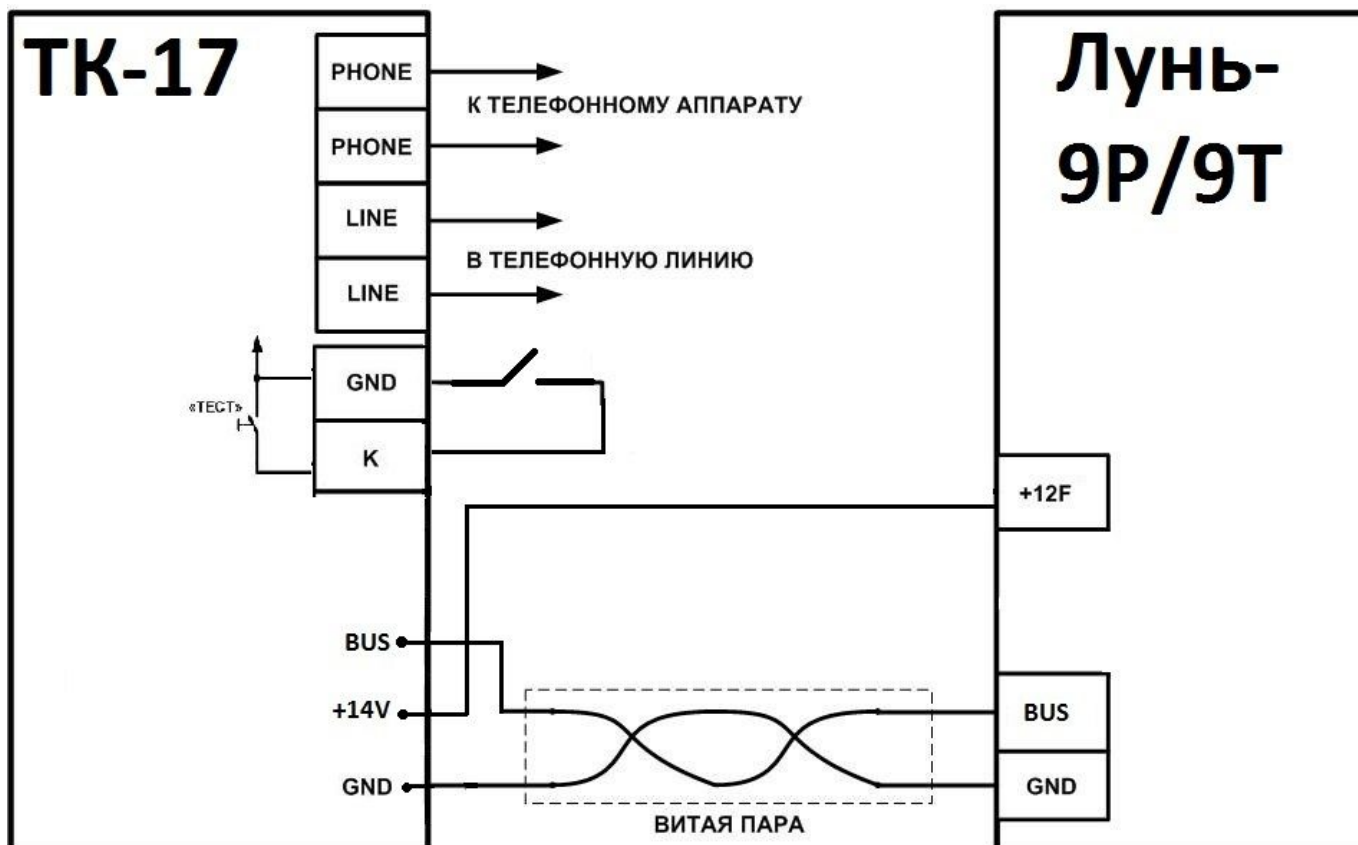 ТК-17
Лунь-
9Р/9Т
PHONE
К ТЕЛЕФОННОМУ АППАРАТУ
PHONE
LINE
В ТЕЛЕФОННУЮ ЛИНИЮ
LINE
GND
«ТЕСТ»
K
+12F
BUS
+14V
GND
BUS
GND
ВИТАЯ ПАРА